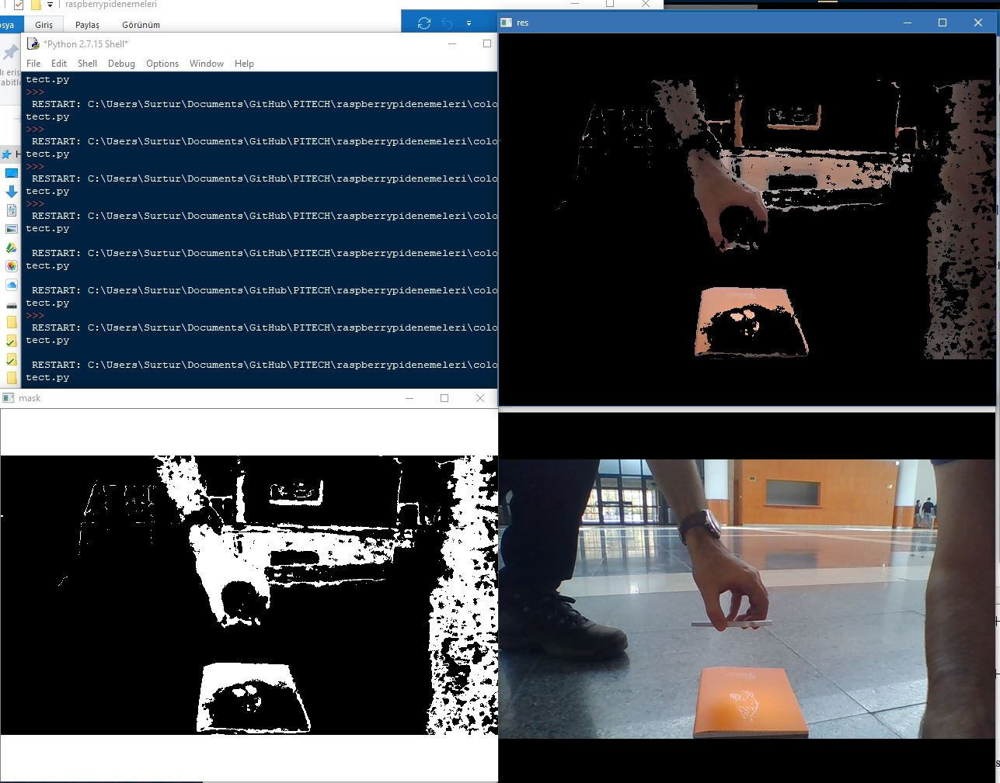 raspberrypidenemeleri
osya Giriş Paylaş Görünüm
res
*Python 2.7.15 Shell*
File Edit Shell Debug Options Window Help
tect.py
>>>
RESTART: C:\Users\Surtur\Documents\GitHub\PITECH\raspberrypidenemeleri\colo
tect.py
>>>
RESTART: C:\Users\Surtur\Documents\GitHub\PITECH\raspberrypidenemeleri\colo
tect.py
>>>
RESTART: C:\Users\Surtur\Documents\GitHub\PITECH\raspberrypidenemeleri\colo
tect.py
>>>
RESTART: C:\Users\Surtur\Documents\GitHub\PITECH\raspberrypidenemeleri\colo
tect.py
RESTART: C:\Users\Surtur\Documents\GitHub\PITECH\raspberrypidenemeleri\colo
tect.py
RESTART: C:\Users\Surtur\Documents\GitHub\PITECH\raspberrypidenemeleri\colo
tect.py
>>>
RESTART: C:\Users\Surtur\Documents\GitHub\PITECH\raspberrypidenemeleri\colo
tect.py
RESTART: C:\Users\Surtur\Documents\GitHub\PITECH\raspberrypidenemeleri\colo
tect.py
mask